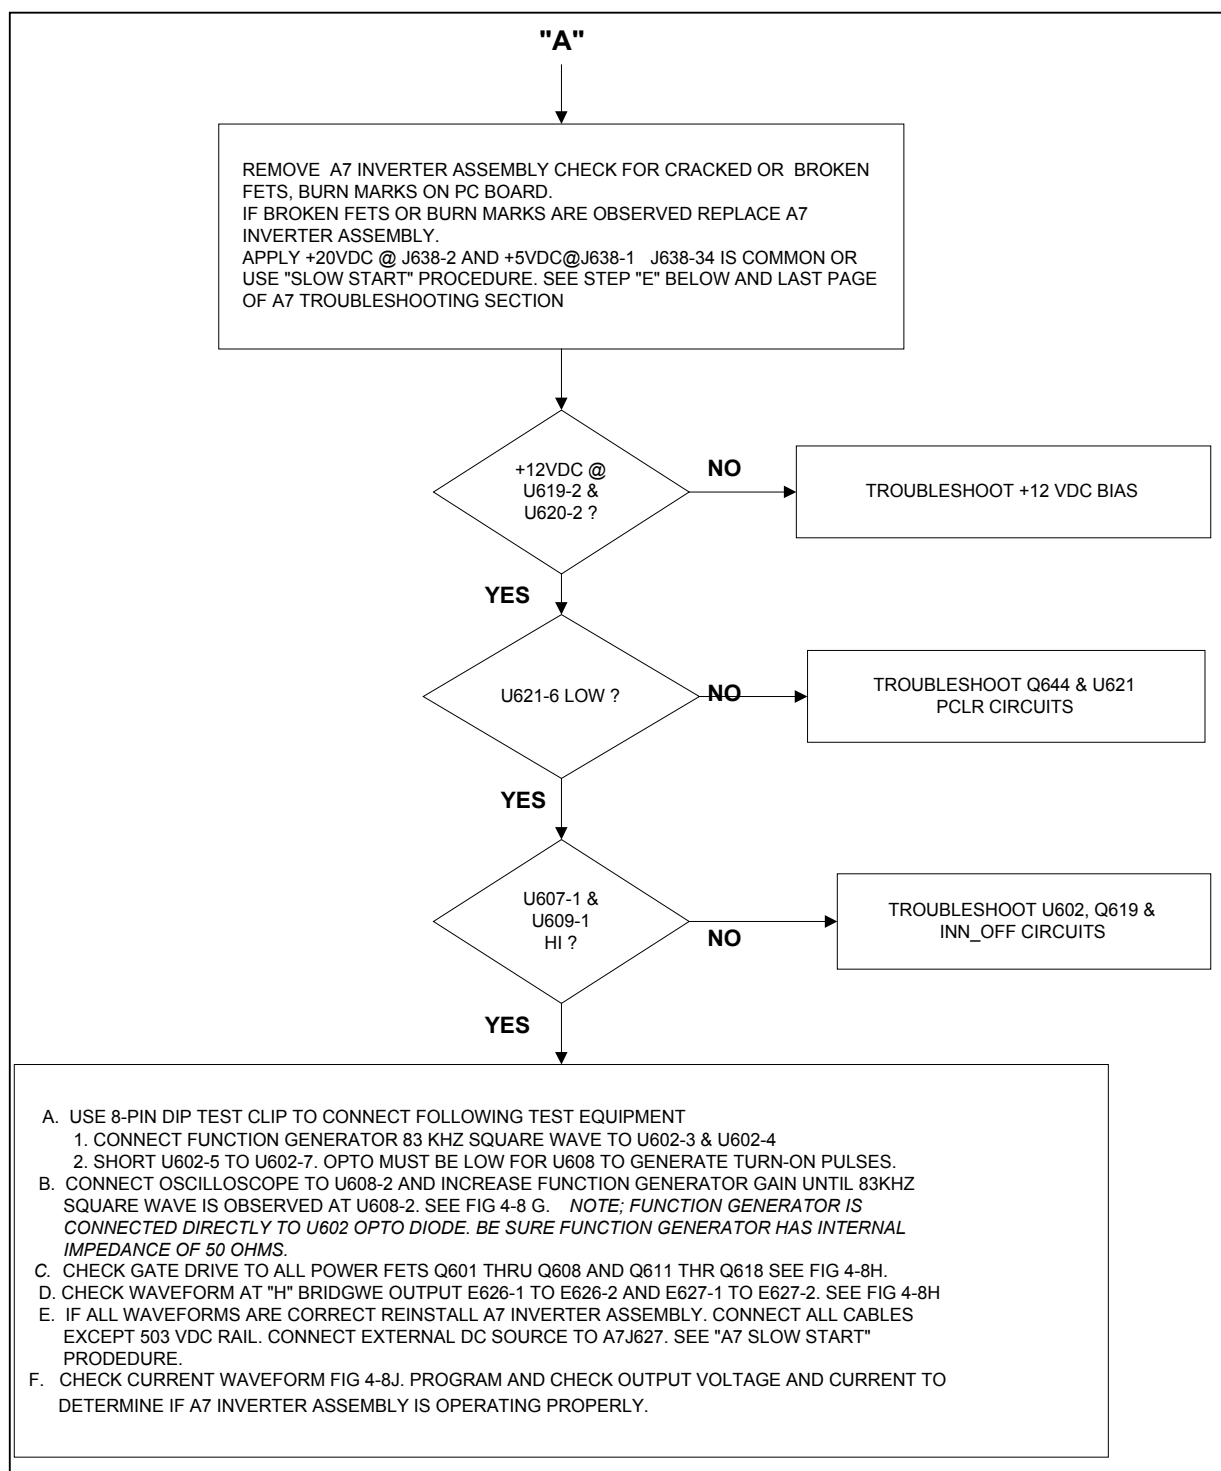 "A"
REMOVE A7 INVERTER ASSEMBLY CHECK FOR CRACKED OR BROKEN
FETS, BURN MARKS ON PC BOARD.
IF BROKEN FETS OR BURN MARKS ARE OBSERVED REPLACE A7
INVERTER ASSEMBLY.
APPLY +20VDC @ J638-2 AND +5VDC@J638-1 J638-34 IS COMMON OR
USE "SLOW START" PROCEDURE. SEE STEP "E" BELOW AND LAST PAGE
OF A7 TROUBLESHOOTING SECTION
+12VDC @
U619-2 &
U620-2 ?
NO
TROUBLESHOOT +12 VDC BIAS
YES
U621-6 LOW ?
NO
TROUBLESHOOT Q644 & U621
PCLR CIRCUITS
YES
U607-1 &
U609-1
HI ?
NO
TROUBLESHOOT U602, Q619 &
INN_OFF CIRCUITS
YES
A. USE 8-PIN DIP TEST CLIP TO CONNECT FOLLOWING TEST EQUIPMENT
1. CONNECT FUNCTION GENERATOR 83 KHZ SQUARE WAVE TO U602-3 & U602-4
2. SHORT U602-5 TO U602-7. OPTO MUST BE LOW FOR U608 TO GENERATE TURN-ON PULSES.
B. CONNECT OSCILLOSCOPE TO U608-2 AND INCREASE FUNCTION GENERATOR GAIN UNTIL 83KHZ
SQUARE WAVE IS OBSERVED AT U608-2. SEE FIG 4-8 G. NOTE; FUNCTION GENERATOR IS
CONNECTED DIRECTLY TO U602 OPTO DIODE. BE SURE FUNCTION GENERATOR HAS INTERNAL
IMPEDANCE OF 50 OHMS.
C. CHECK GATE DRIVE TO ALL POWER FETS Q601 THRU Q608 AND Q611 THR Q618 SEE FIG 4-8H.
D. CHECK WAVEFORM AT "H" BRIDGWE OUTPUT E626-1 TO E626-2 AND E627-1 TO E627-2. SEE FIG 4-8H
E. IF ALL WAVEFORMS ARE CORRECT REINSTALL A7 INVERTER ASSEMBLY. CONNECT ALL CABLES
EXCEPT 503 VDC RAIL. CONNECT EXTERNAL DC SOURCE TO A7J627. SEE "A7 SLOW START"
PRODEDURE.
F. CHECK CURRENT WAVEFORM FIG 4-8J. PROGRAM AND CHECK OUTPUT VOLTAGE AND CURRENT TO
DETERMINE IF A7 INVERTER ASSEMBLY IS OPERATING PROPERLY.